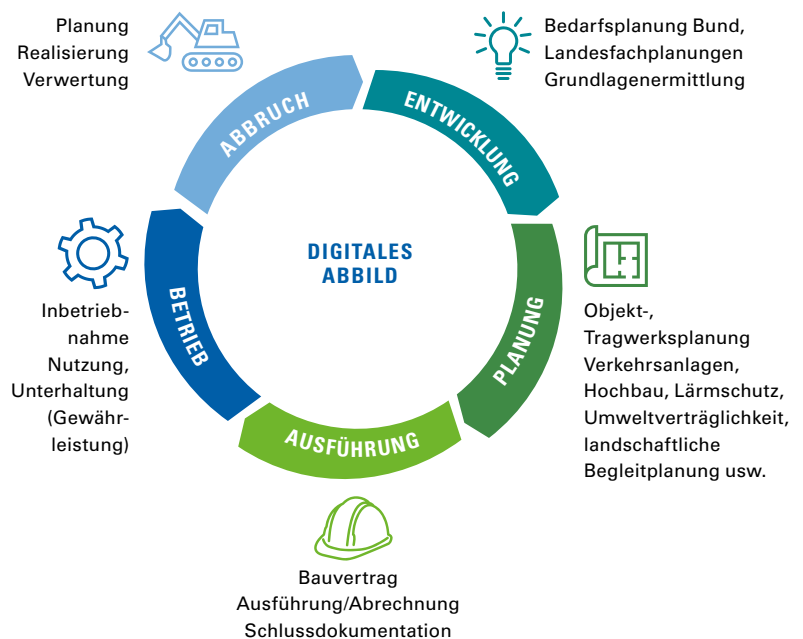 Planung
Realisierung
Verwertung
Bedarfsplanung Bund,
Landesfachplanungen
Grundlagenermittlung
ABBRUCH
ENTWICKLUNG
DIGITALES
ABBILD
Inbetrieb-
nahme
Nutzung,
Unterhaltung
(Gewähr-
leistung)
BETRIEB
PLANUNG
Objekt-,
Tragwerksplanung
Verkehrsanlagen,
Hochbau, Lärmschutz,
Umweltverträglichkeit,
landschaftliche
Begleitplanung usw.
AUSFÜHRUNG
Bauvertrag
Ausführung/Abrechnung
Schlussdokumentation